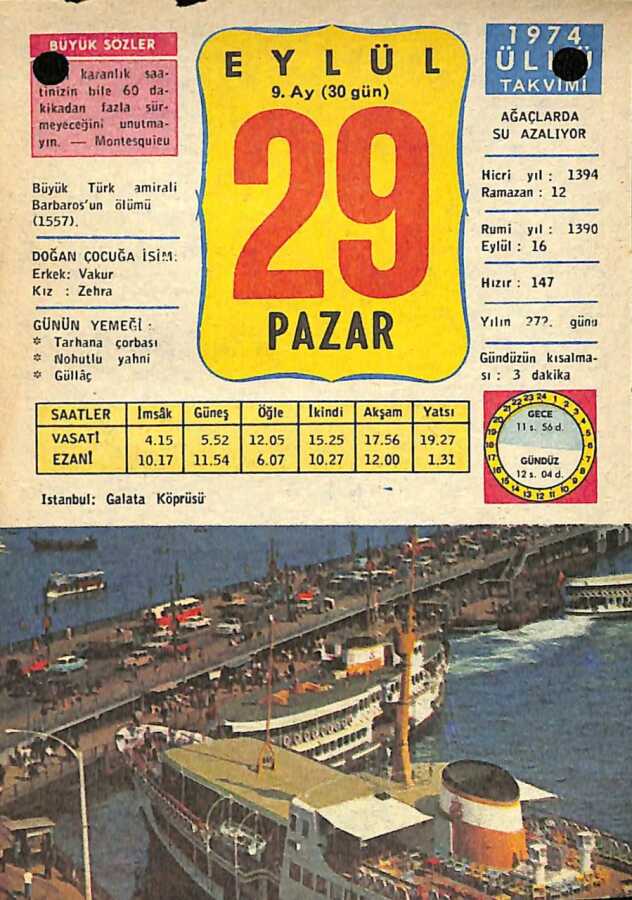 BÜYÜK SÖZLER
karanlık saa-
tinizin bile 60 da-
kikadan fazla sür-
meyeceğini unutma-
yın. — Montesquieu
Büyük Türk amirali
Barbaros'un ölümü
(1557).
DOĞAN ÇOCUĞA İSİM:
Erkek: Vakur
Kız : Zehra
GÜNÜN YEMEĞİ :
Tarhana çorbası
Nohutlu yahni
Güllâç
EYLÜL
9. Ay (30 gün)
29
PAZAR
1974
TAKVİMİ
AĞAÇLARDA
SU AZALIYOR
Hicri yıl : 1394
Ramazan : 12
Rumi yıl : 1390
Eylül : 16
Hızır : 147
Yılın 272. günü
Gündüzün kısalma-
sı : 3 dakika
SAATLER İmsâk Güneş Öğle İkindi Akşam Yatsı
VASATİ 4.15 5.52 12.05 15.25 17.56 19.27
EZANİ 10.17 11.54 6.07 10.27 12.00 1.31
GECE
11 s. 56 d.
GÜNDÜZ
12 s. 04 d.
Istanbul: Galata Köprüsü